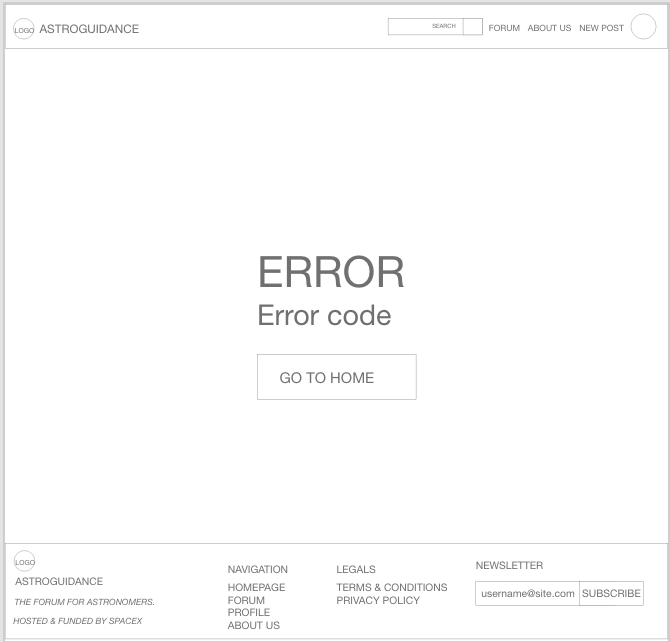 LOGO ASTROGUIDANCE SEARCH FORUM ABOUT US NEW POST
ERROR
Error code
GO TO HOME
LOGO
ASTROGUIDANCE
THE FORUM FOR ASTRONOMERS.
HOSTED & FUNDED BY SPACEX
NAVIGATION
HOMEPAGE
FORUM
PROFILE
ABOUT US
LEGALS
TERMS & CONDITIONS
PRIVACY POLICY
NEWSLETTER
username@site.com SUBSCRIBE